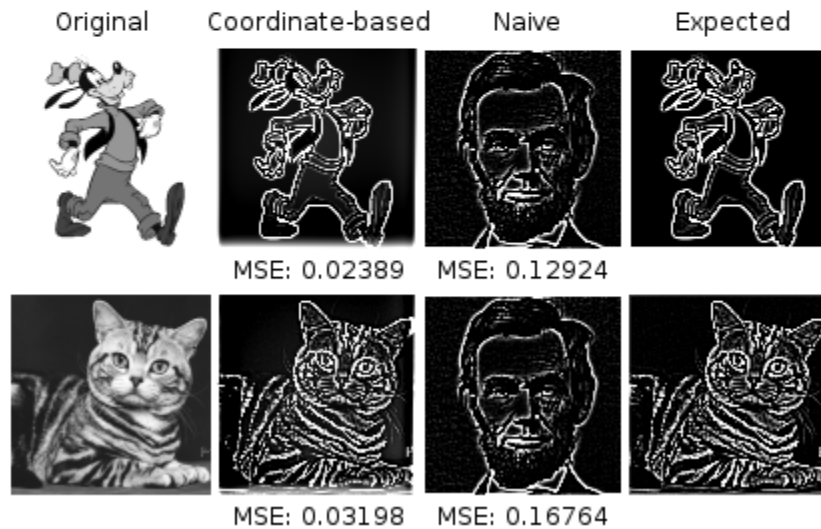 Original Coordinate-based Naive Expected
MSE: 0.02389 MSE: 0.12924
MSE: 0.03198 MSE: 0.16764